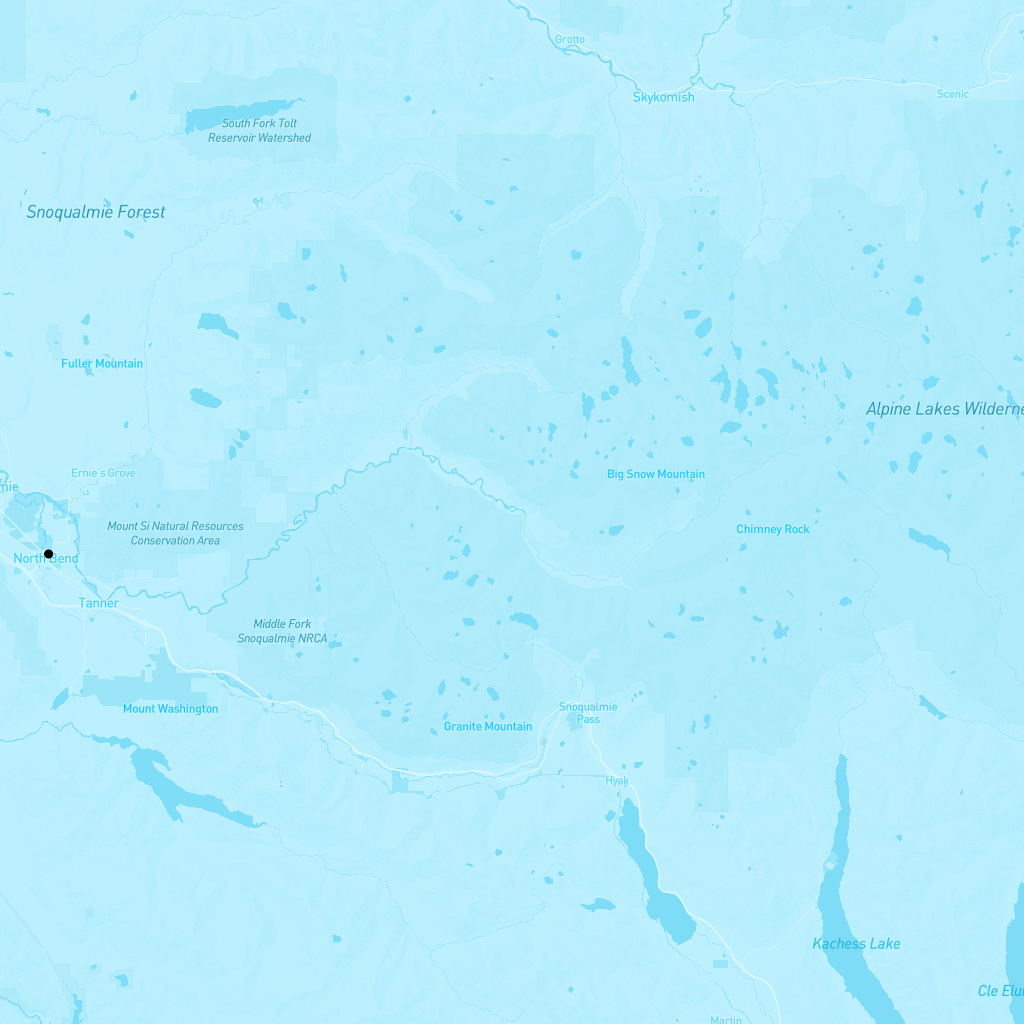 Grotto
Skykomish
Scenic
South Fork Tolt
Reservoir Watershed
Snoqualmie Forest
Fuller Mountain
Alpine Lakes Wilderne
Ernie's Grove
Big Snow Mountain
mie
Mount Si Natural Resources
Conservation Area
Chimney Rock
North Bend
Tanner
Middle Fork
Snoqualmie NRCA
Mount Washington
Snoqualmie
Pass
Granite Mountain
Hyak
Kachess Lake
Cle Elu
Martin